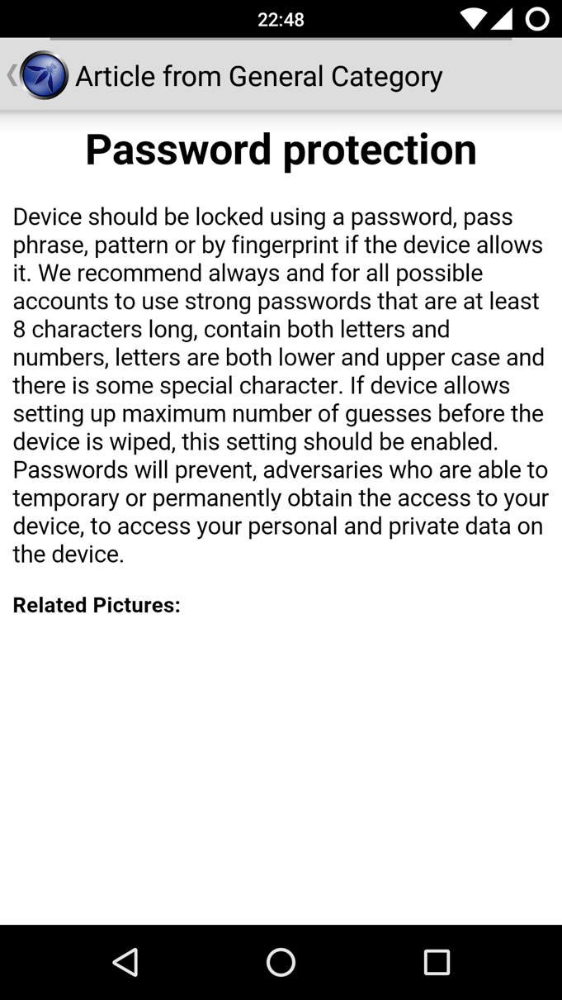 22:48
Article from General Category
Password protection
Device should be locked using a password, pass
phrase, pattern or by fingerprint if the device allows
it. We recommend always and for all possible
accounts to use strong passwords that are at least
8 characters long, contain both letters and
numbers, letters are both lower and upper case and
there is some special character. If device allows
setting up maximum number of guesses before the
device is wiped, this setting should be enabled.
Passwords will prevent, adversaries who are able to
temporary or permanently obtain the access to your
device, to access your personal and private data on
the device.
Related Pictures: